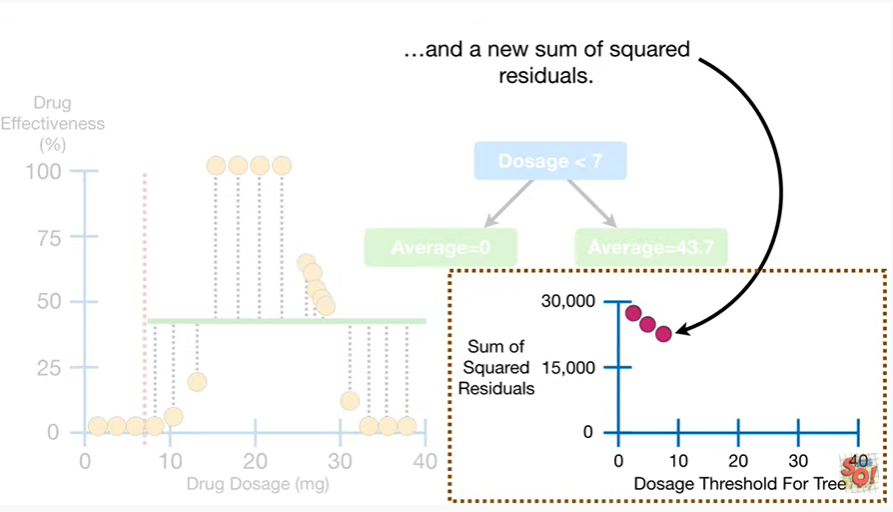 ...and a new sum of squared
residuals.
Drug
Effectiveness
(%)
100
75
50
25
0
0
10
20
30
40
Drug Dosage (mg)
Dosage < 7
Average=0
Average=43.7
Sum of
Squared
Residuals
30,000
15,000
0
0
10
20
30
40
Dosage Threshold For Tree
SQ!